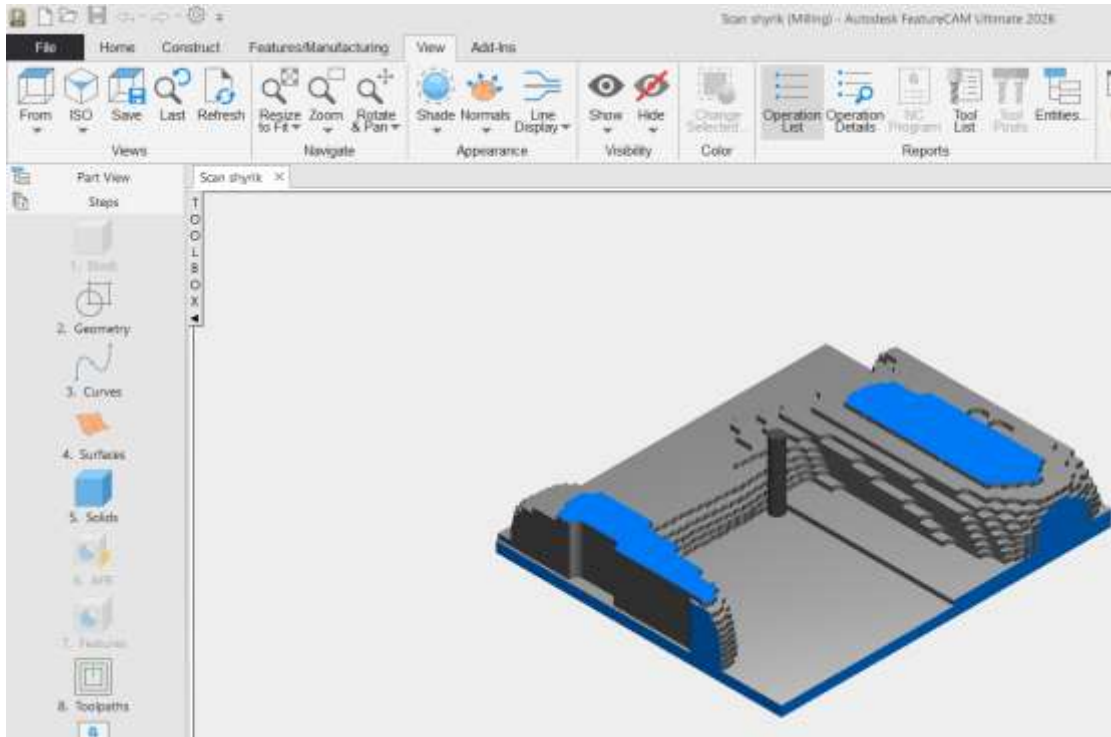 Scan shyrik (Milling) - Autodesk FeatureCAM Ultimate 2026
File Home Construct Features/Manufacturing View Add-Ins
From ISO Save Last Refresh
Resize to Fit Zoom Rotate & Pan
Shade Normals Line Display
Show Hide
Change Selected...
Operation List Operation Details NC Program Tool List Tool Entities...
Views Navigate Appearance Visibility Color Reports
Part View
Scan shyrik
Steps
TOOLBOX
1. Stock
2. Geometry
3. Curves
4. Surfaces
5. Solids
6. AFR
7. Features
8. Toolpaths